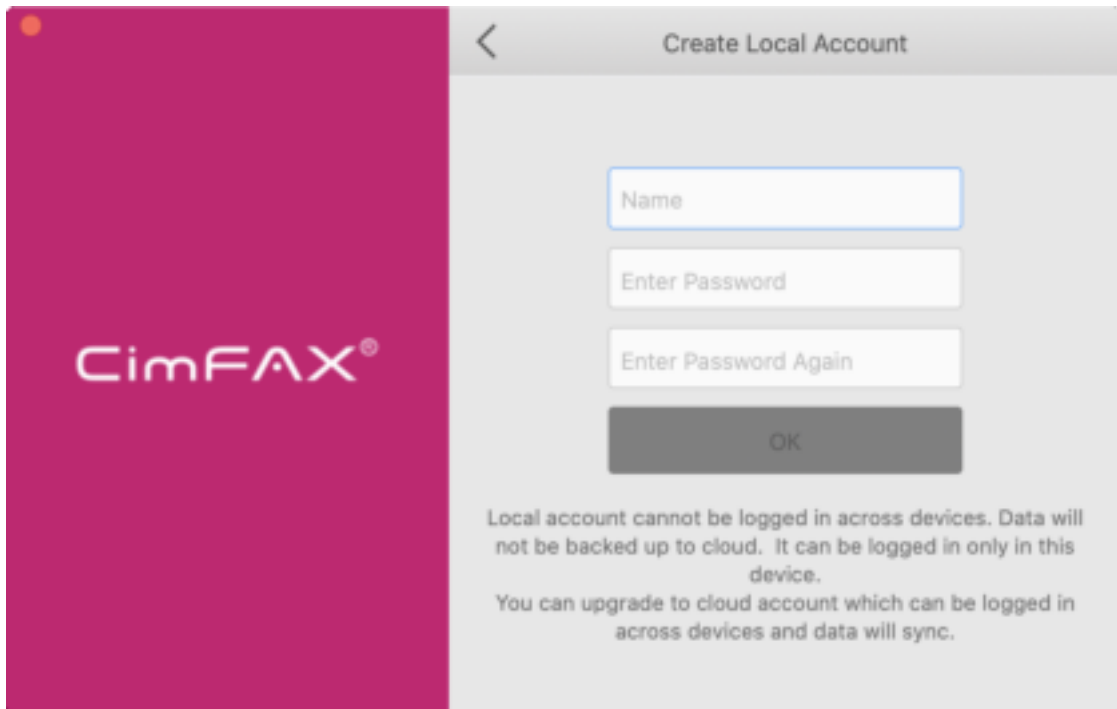 Create Local Account
Name
Enter Password
CimFAX®
Enter Password Again
OK
Local account cannot be logged in across devices. Data will
not be backed up to cloud. It can be logged in only in this
device.
You can upgrade to cloud account which can be logged in
across devices and data will sync.